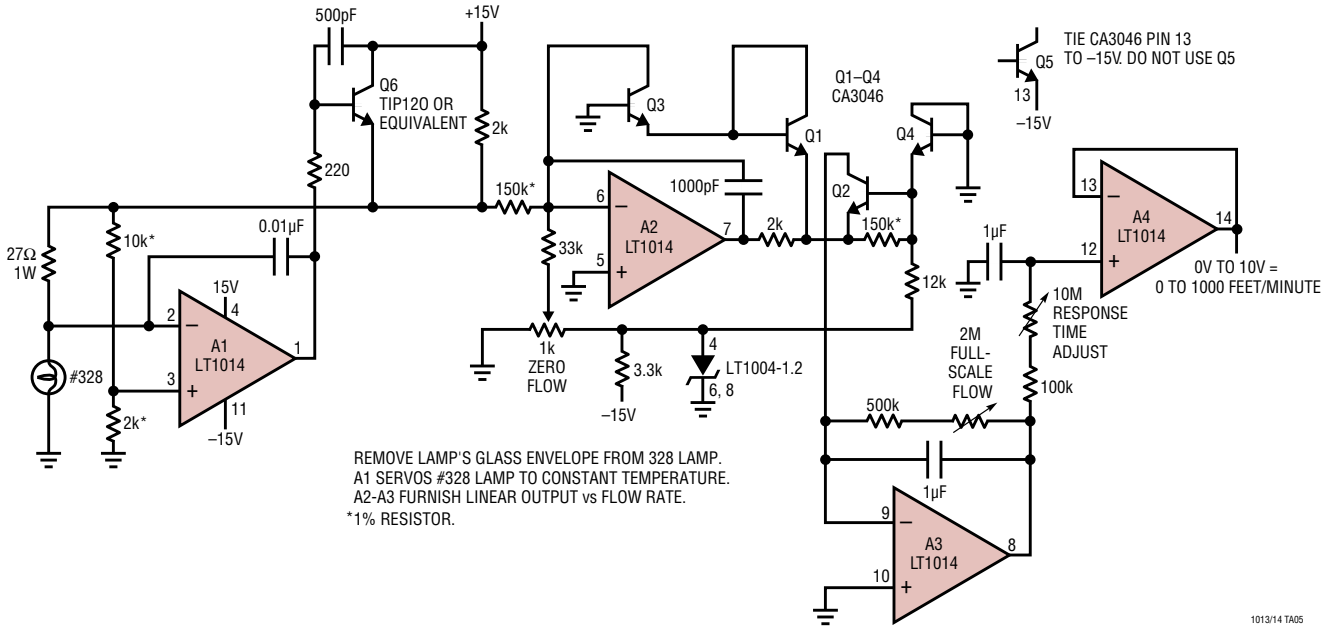 500pF
+15V
Q6
TIP120 OR
EQUIVALENT
2k
220
Q3
Q1–Q4
CA3046
Q1
Q4
Q5
13
–15V
TIE CA3046 PIN 13
TO –15V. DO NOT USE Q5
27Ω
1W
10k*
0.01µF
150k*
6
–
5
+
A2
LT1014
7
1000pF
33k
2k
Q2
150k*
12k
1µF
13
–
12
+
A4
LT1014
14
0V TO 10V =
0 TO 1000 FEET/MINUTE
#328
2
–
15V
4
A1
LT1014
1
3
+
11
–15V
2k*
1k
ZERO
FLOW
3.3k
–15V
4
LT1004-1.2
6, 8
10M
RESPONSE
TIME
ADJUST
2M
FULL-
SCALE
FLOW
100k
500k
1µF
REMOVE LAMP'S GLASS ENVELOPE FROM 328 LAMP.
A1 SERVOS #328 LAMP TO CONSTANT TEMPERATURE.
A2-A3 FURNISH LINEAR OUTPUT vs FLOW RATE.
*1% RESISTOR.
9
–
A3
LT1014
8
10
+
1013/14 TA05